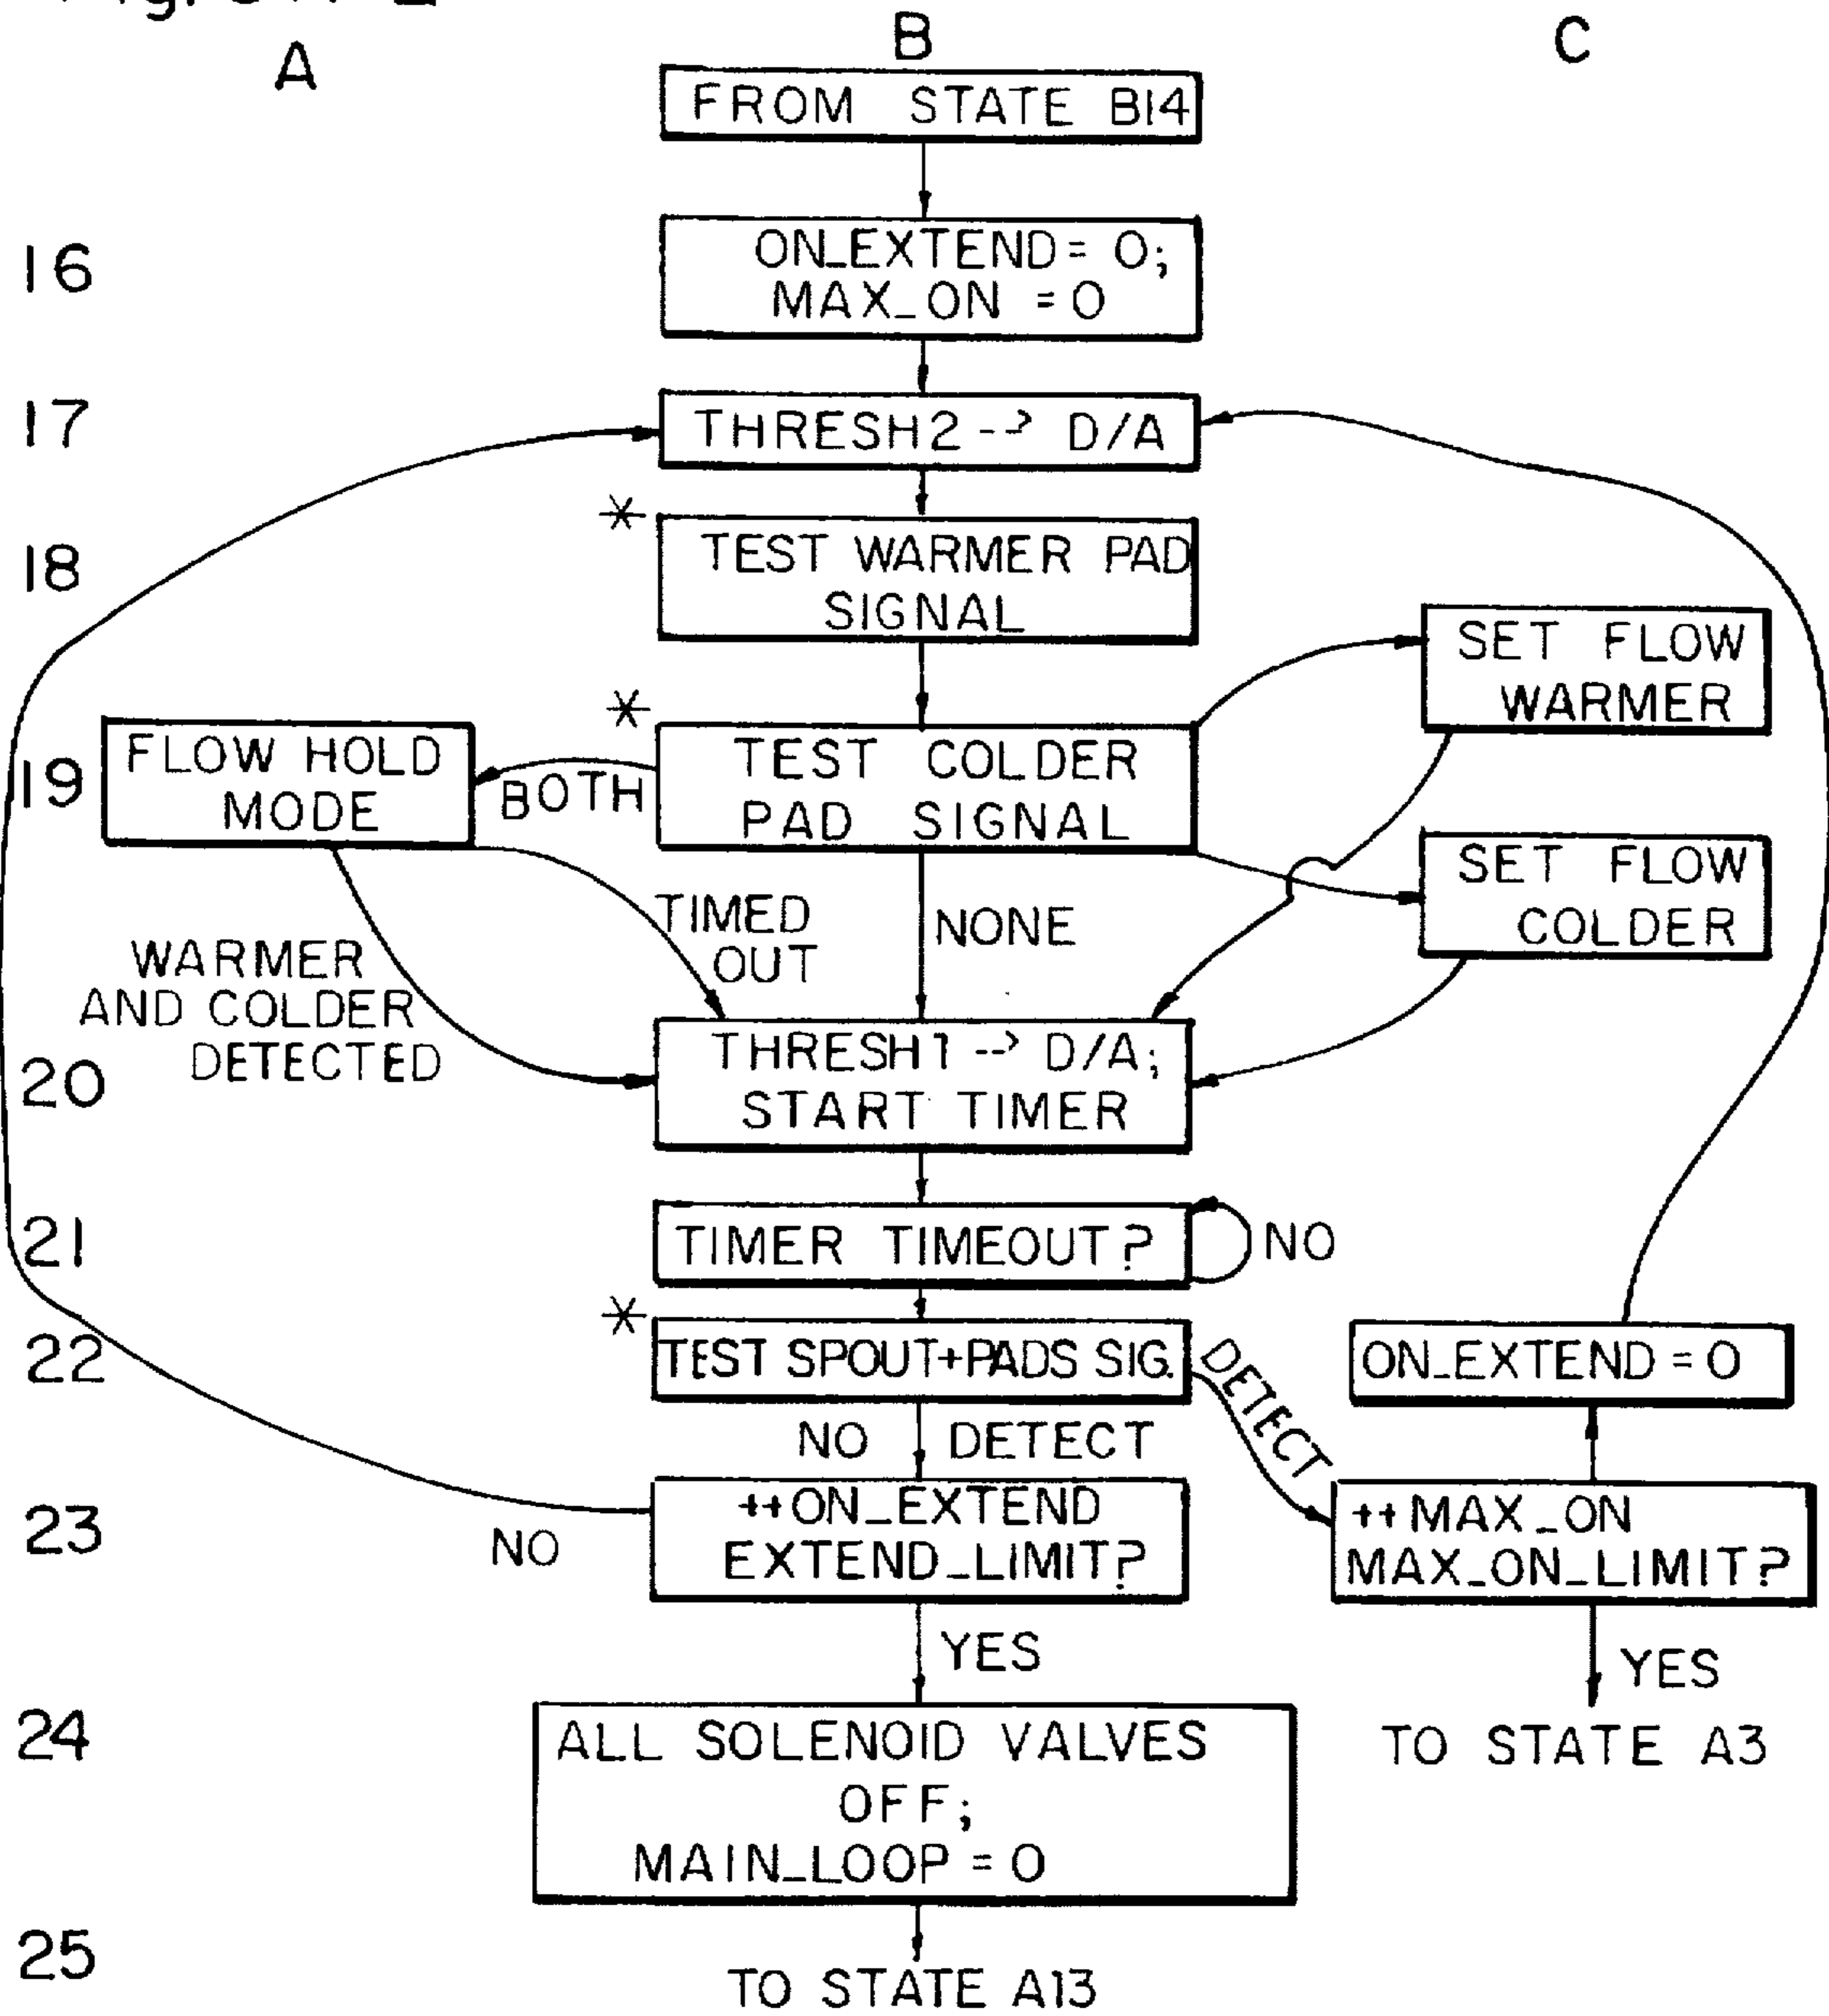 A
B
C
FROM STATE B14
16
ON_EXTEND = 0;
MAX_ON = 0
17
THRESH2 --> D/A
*
18
TEST WARMER PAD
SIGNAL
SET FLOW
WARMER
*
19
FLOW HOLD
MODE
BOTH
TEST COLDER
PAD SIGNAL
SET FLOW
COLDER
TIMED
OUT
NONE
WARMER
AND COLDER
DETECTED
20
THRESH1 --> D/A;
START TIMER
21
TIMER TIMEOUT?
NO
*
22
TEST SPOUT+PADS SIG.
DETECT
ON_EXTEND = 0
NO DETECT
23
NO
++ON_EXTEND
EXTEND_LIMIT?
++MAX_ON
MAX_ON_LIMIT?
YES
YES
24
ALL SOLENOID VALVES
OFF;
MAIN_LOOP = 0
TO STATE A3
25
TO STATE A13